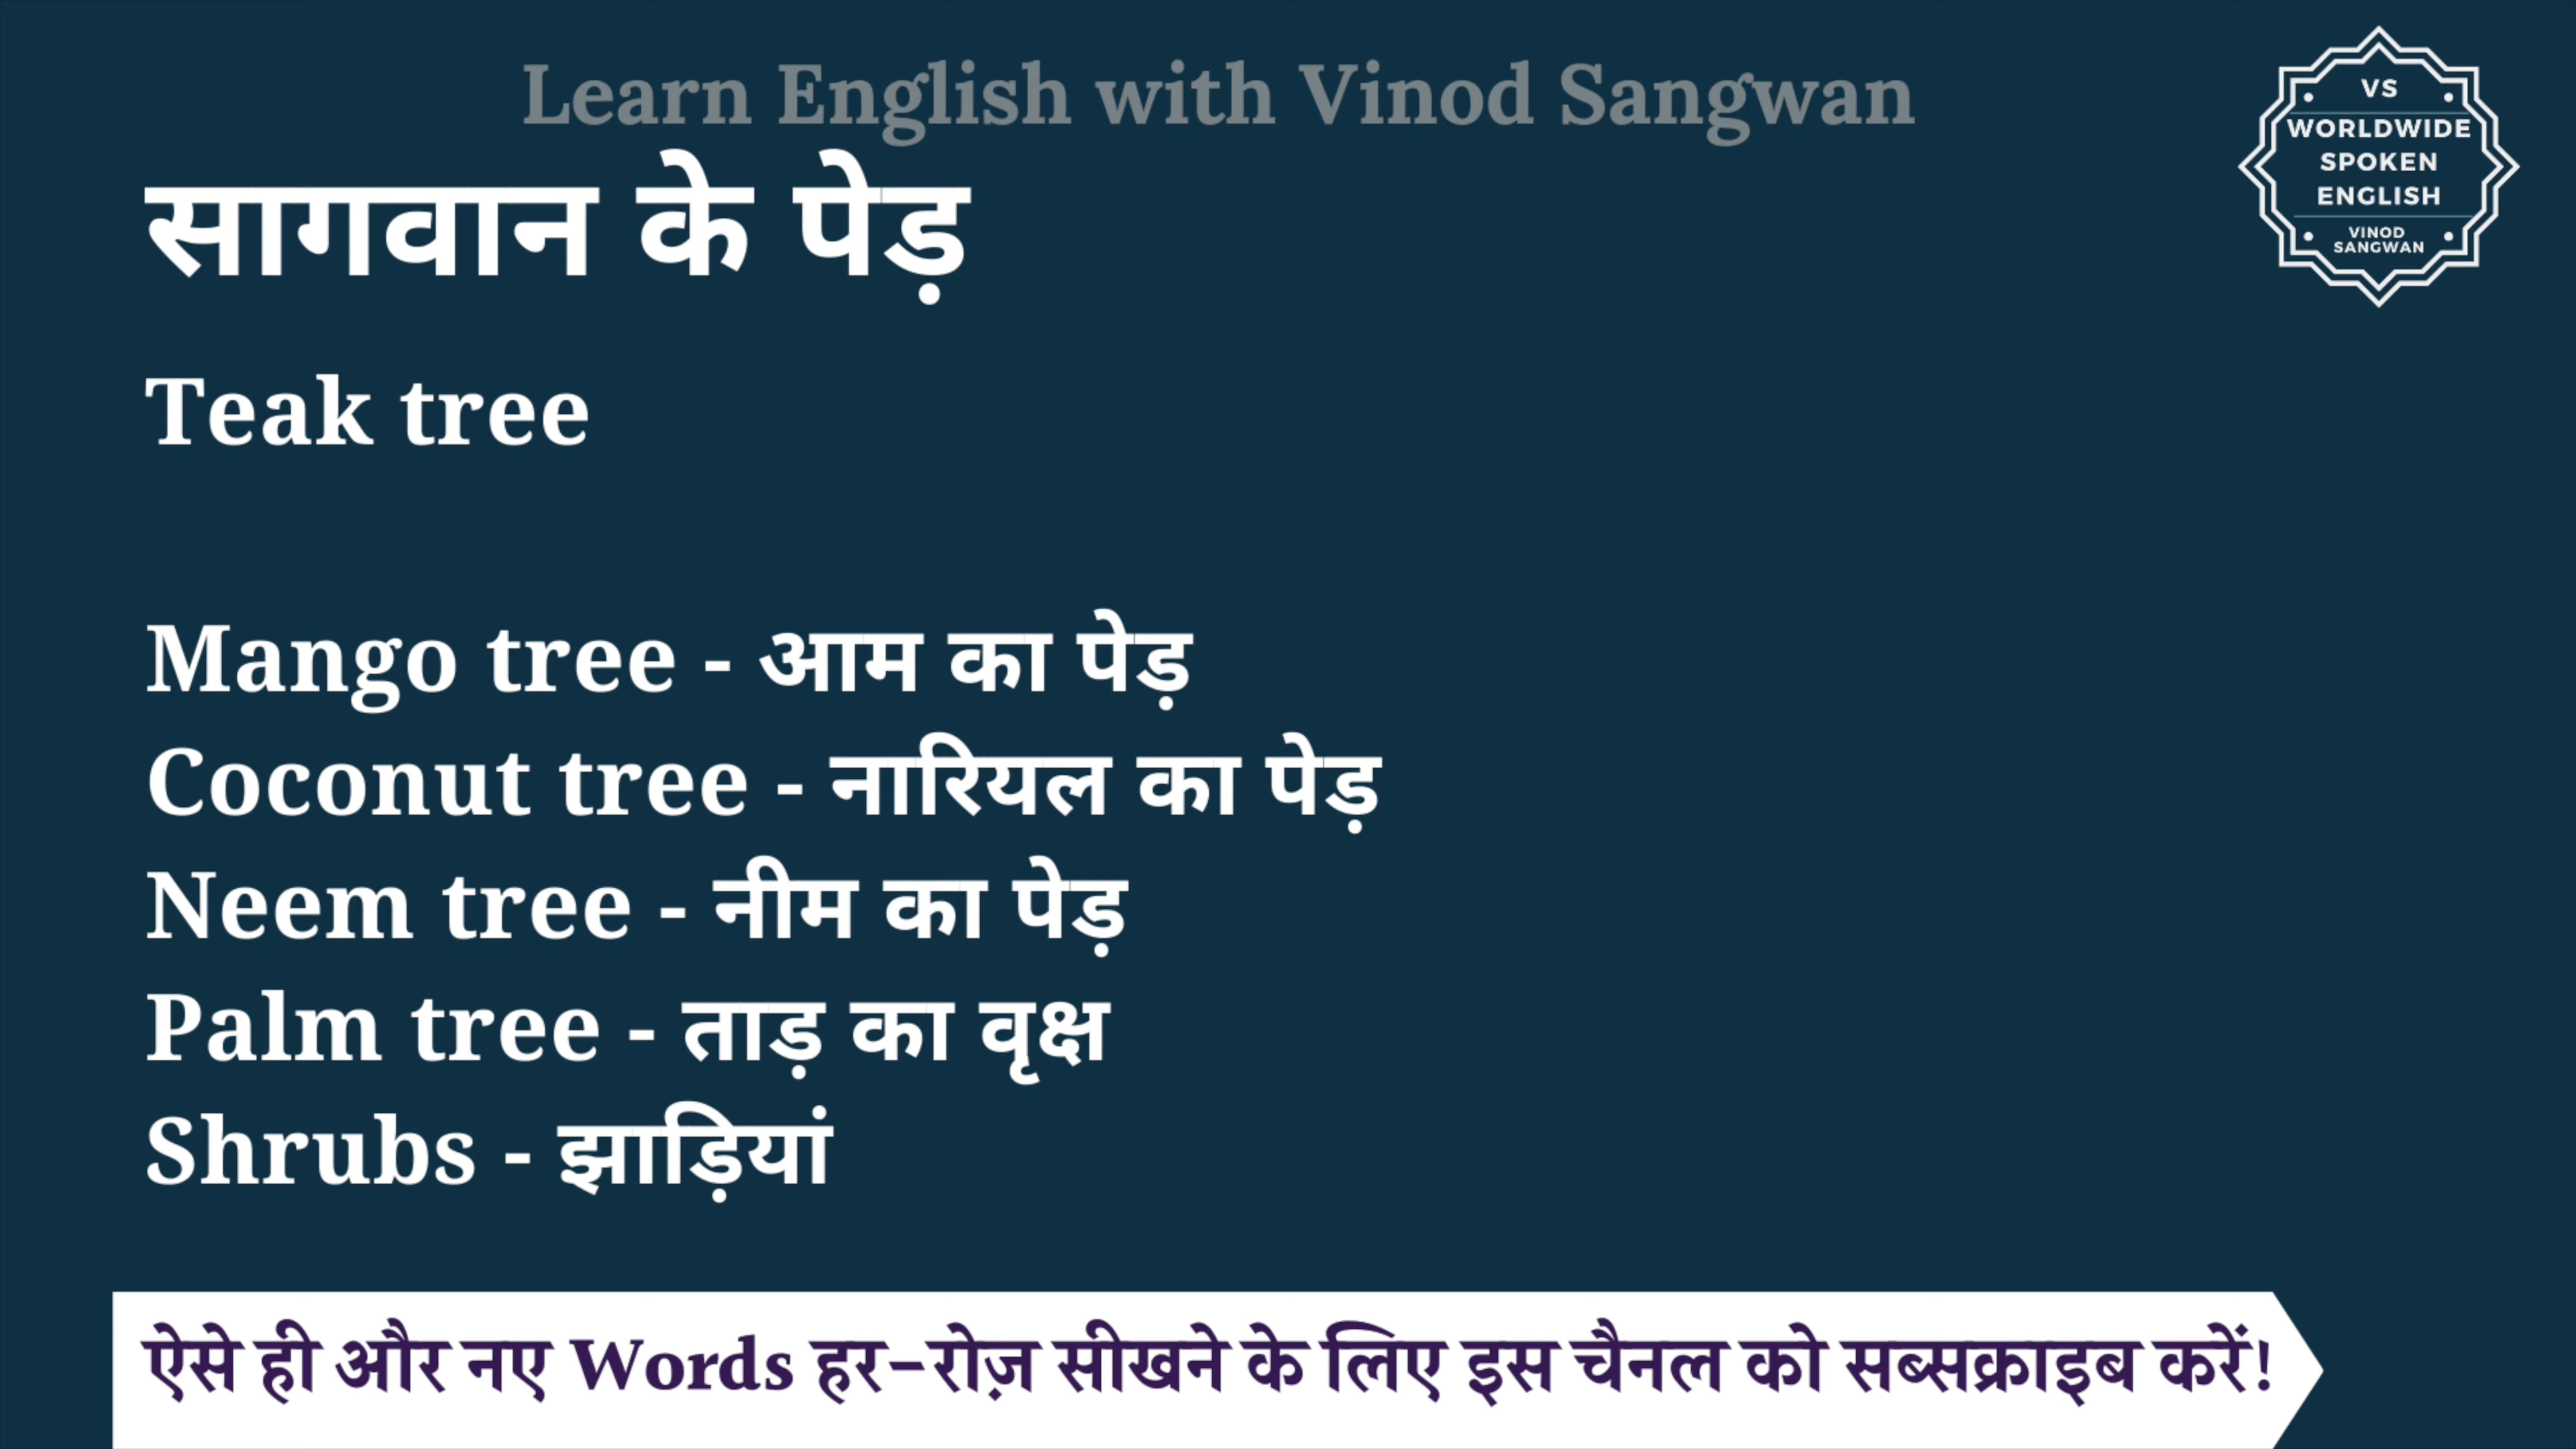 Learn English with Vinod Sangwan
VS
WORLDWIDE
SPOKEN
ENGLISH
VINOD
SANGWAN
सागवान के पेड़
Teak tree
Mango tree - आम का पेड़
Coconut tree - नारियल का पेड़
Neem tree - नीम का पेड़
Palm tree - ताड़ का वृक्ष
Shrubs - झाड़ियां
ऐसे ही और नए Words हर-रोज़ सीखने के लिए इस चैनल को सब्सक्राइब करें!